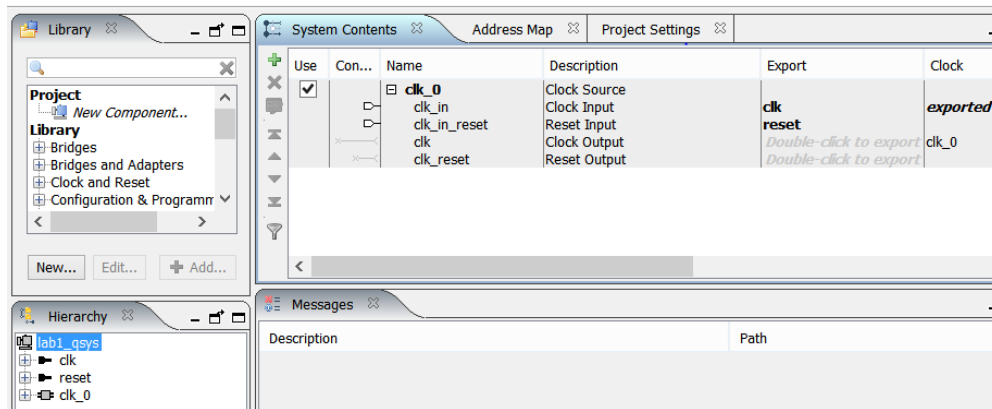 Library
Project
New Component...
Library
Bridges
Bridges and Adapters
Clock and Reset
Configuration & Programm
New... Edit... Add...
Hierarchy
lab1_qsys
clk
reset
clk_0
System Contents Address Map Project Settings
Use Con... Name Description Export Clock
clk_0 Clock Source
clk_in Clock Input clk exported
clk_in_reset Reset Input reset
clk Clock Output Double-click to export clk_0
clk_reset Reset Output Double-click to export
Messages
Description Path